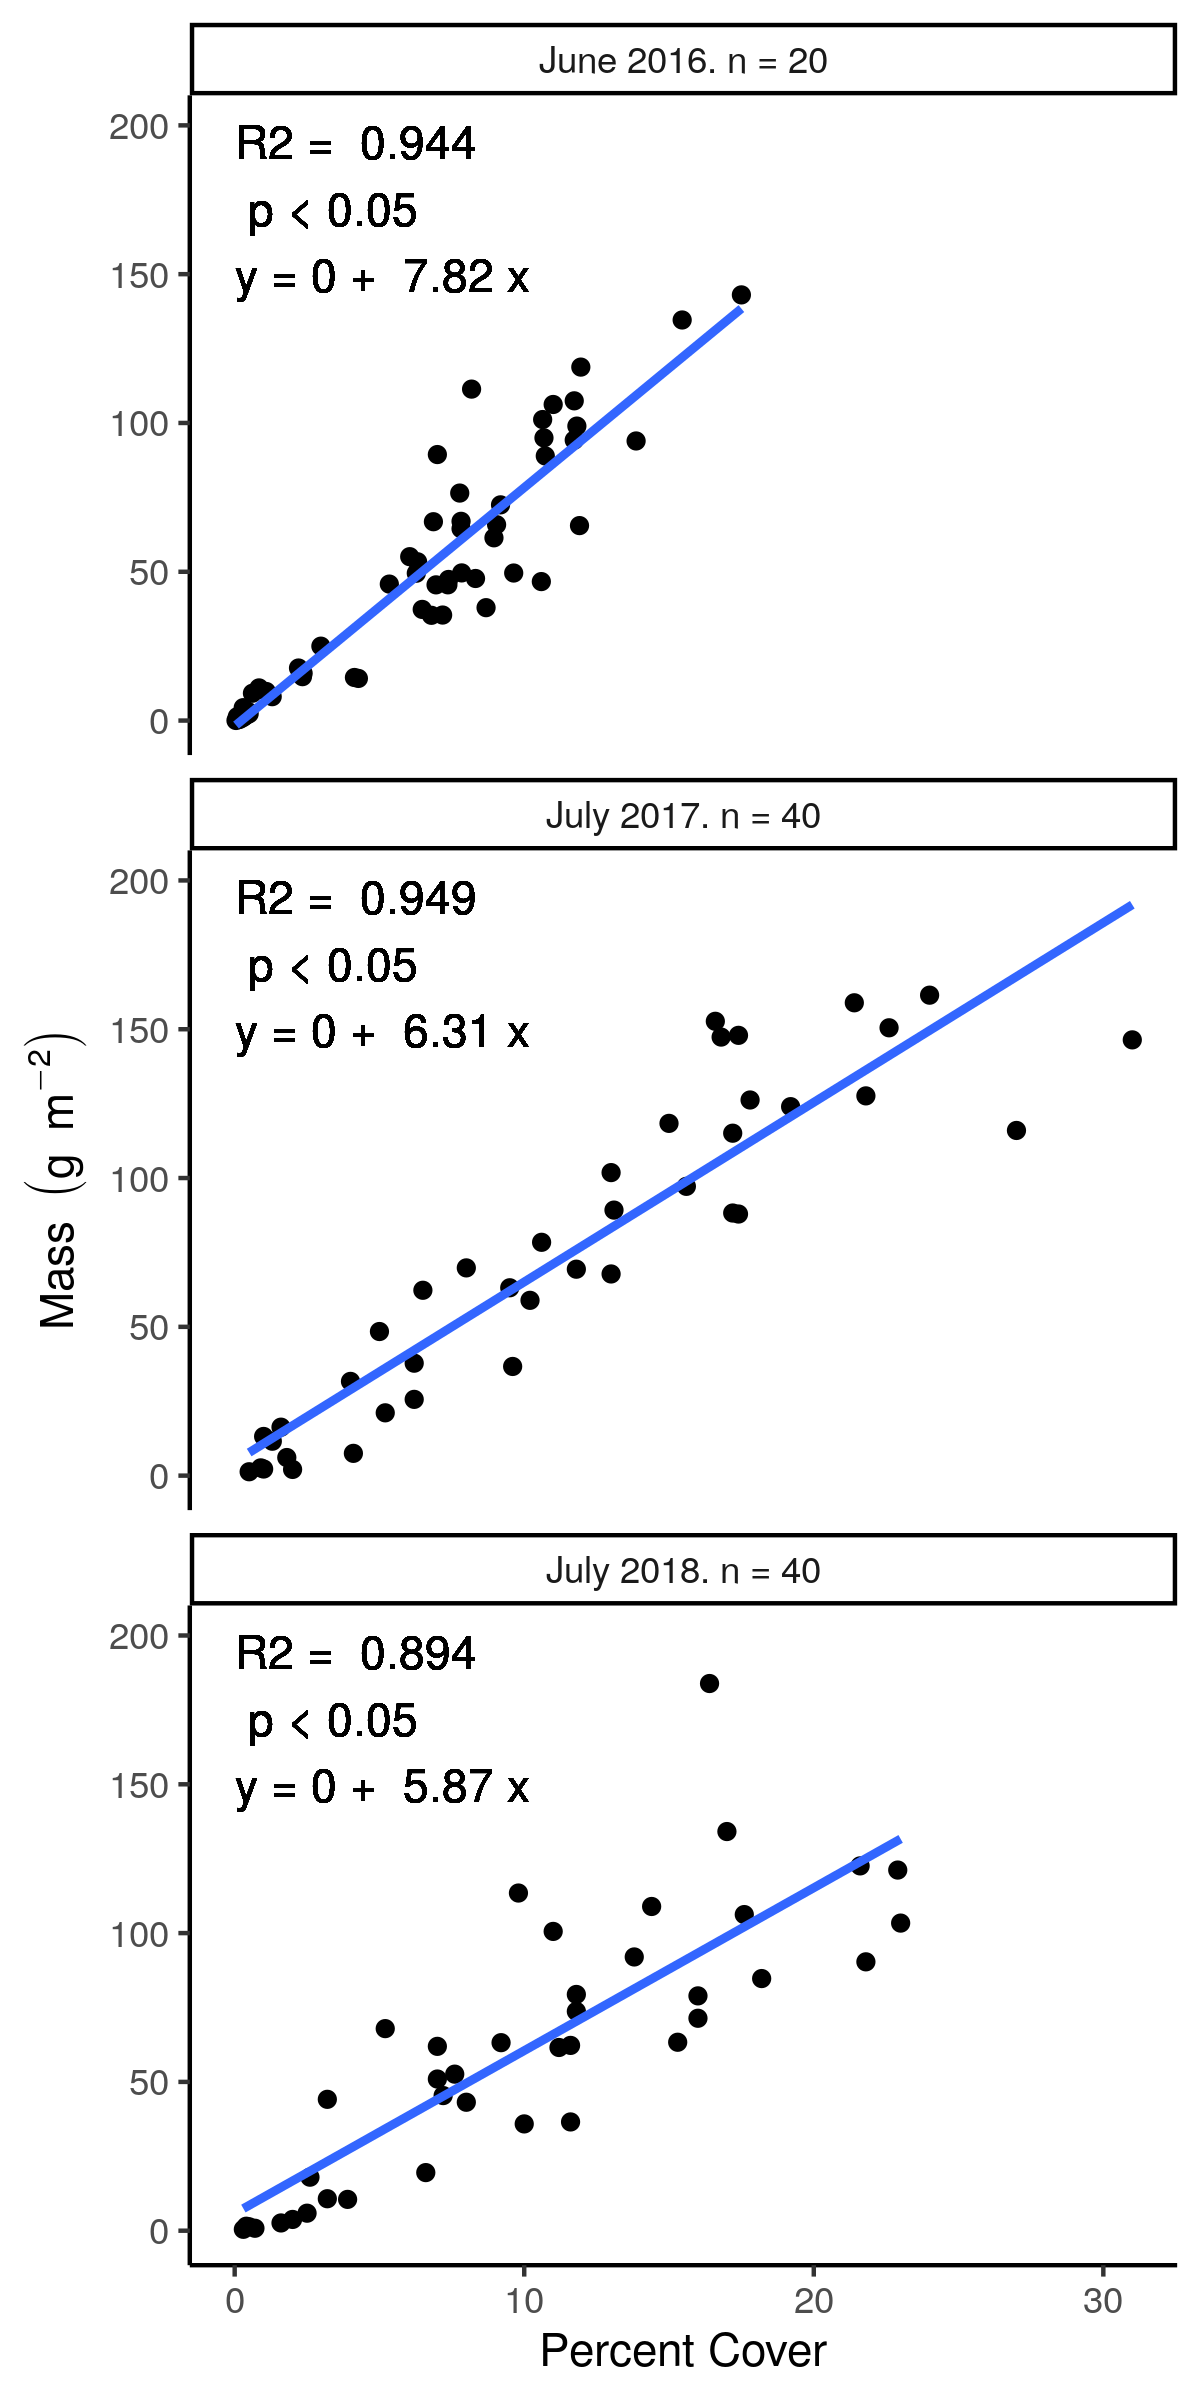 June 2016. n = 20
200
150
100
50
0
R2 = 0.944
p < 0.05
y = 0 + 7.82 x
July 2017. n = 40
200
150
100
50
0
R2 = 0.949
p < 0.05
y = 0 + 6.31 x
Mass (g m⁻²)
July 2018. n = 40
200
150
100
50
0
R2 = 0.894
p < 0.05
y = 0 + 5.87 x
0 10 20 30
Percent Cover